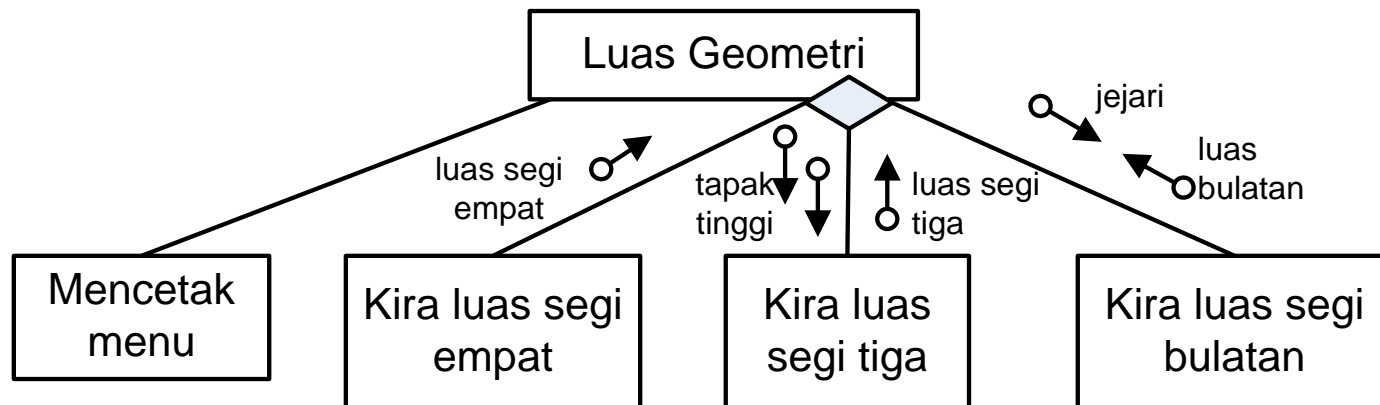 Luas Geometri
jejari
luas
bulatan
luas segi
empat
tapak
tinggi
luas segi
tiga
Mencetak
menu
Kira luas segi
empat
Kira luas
segi tiga
Kira luas segi
bulatan